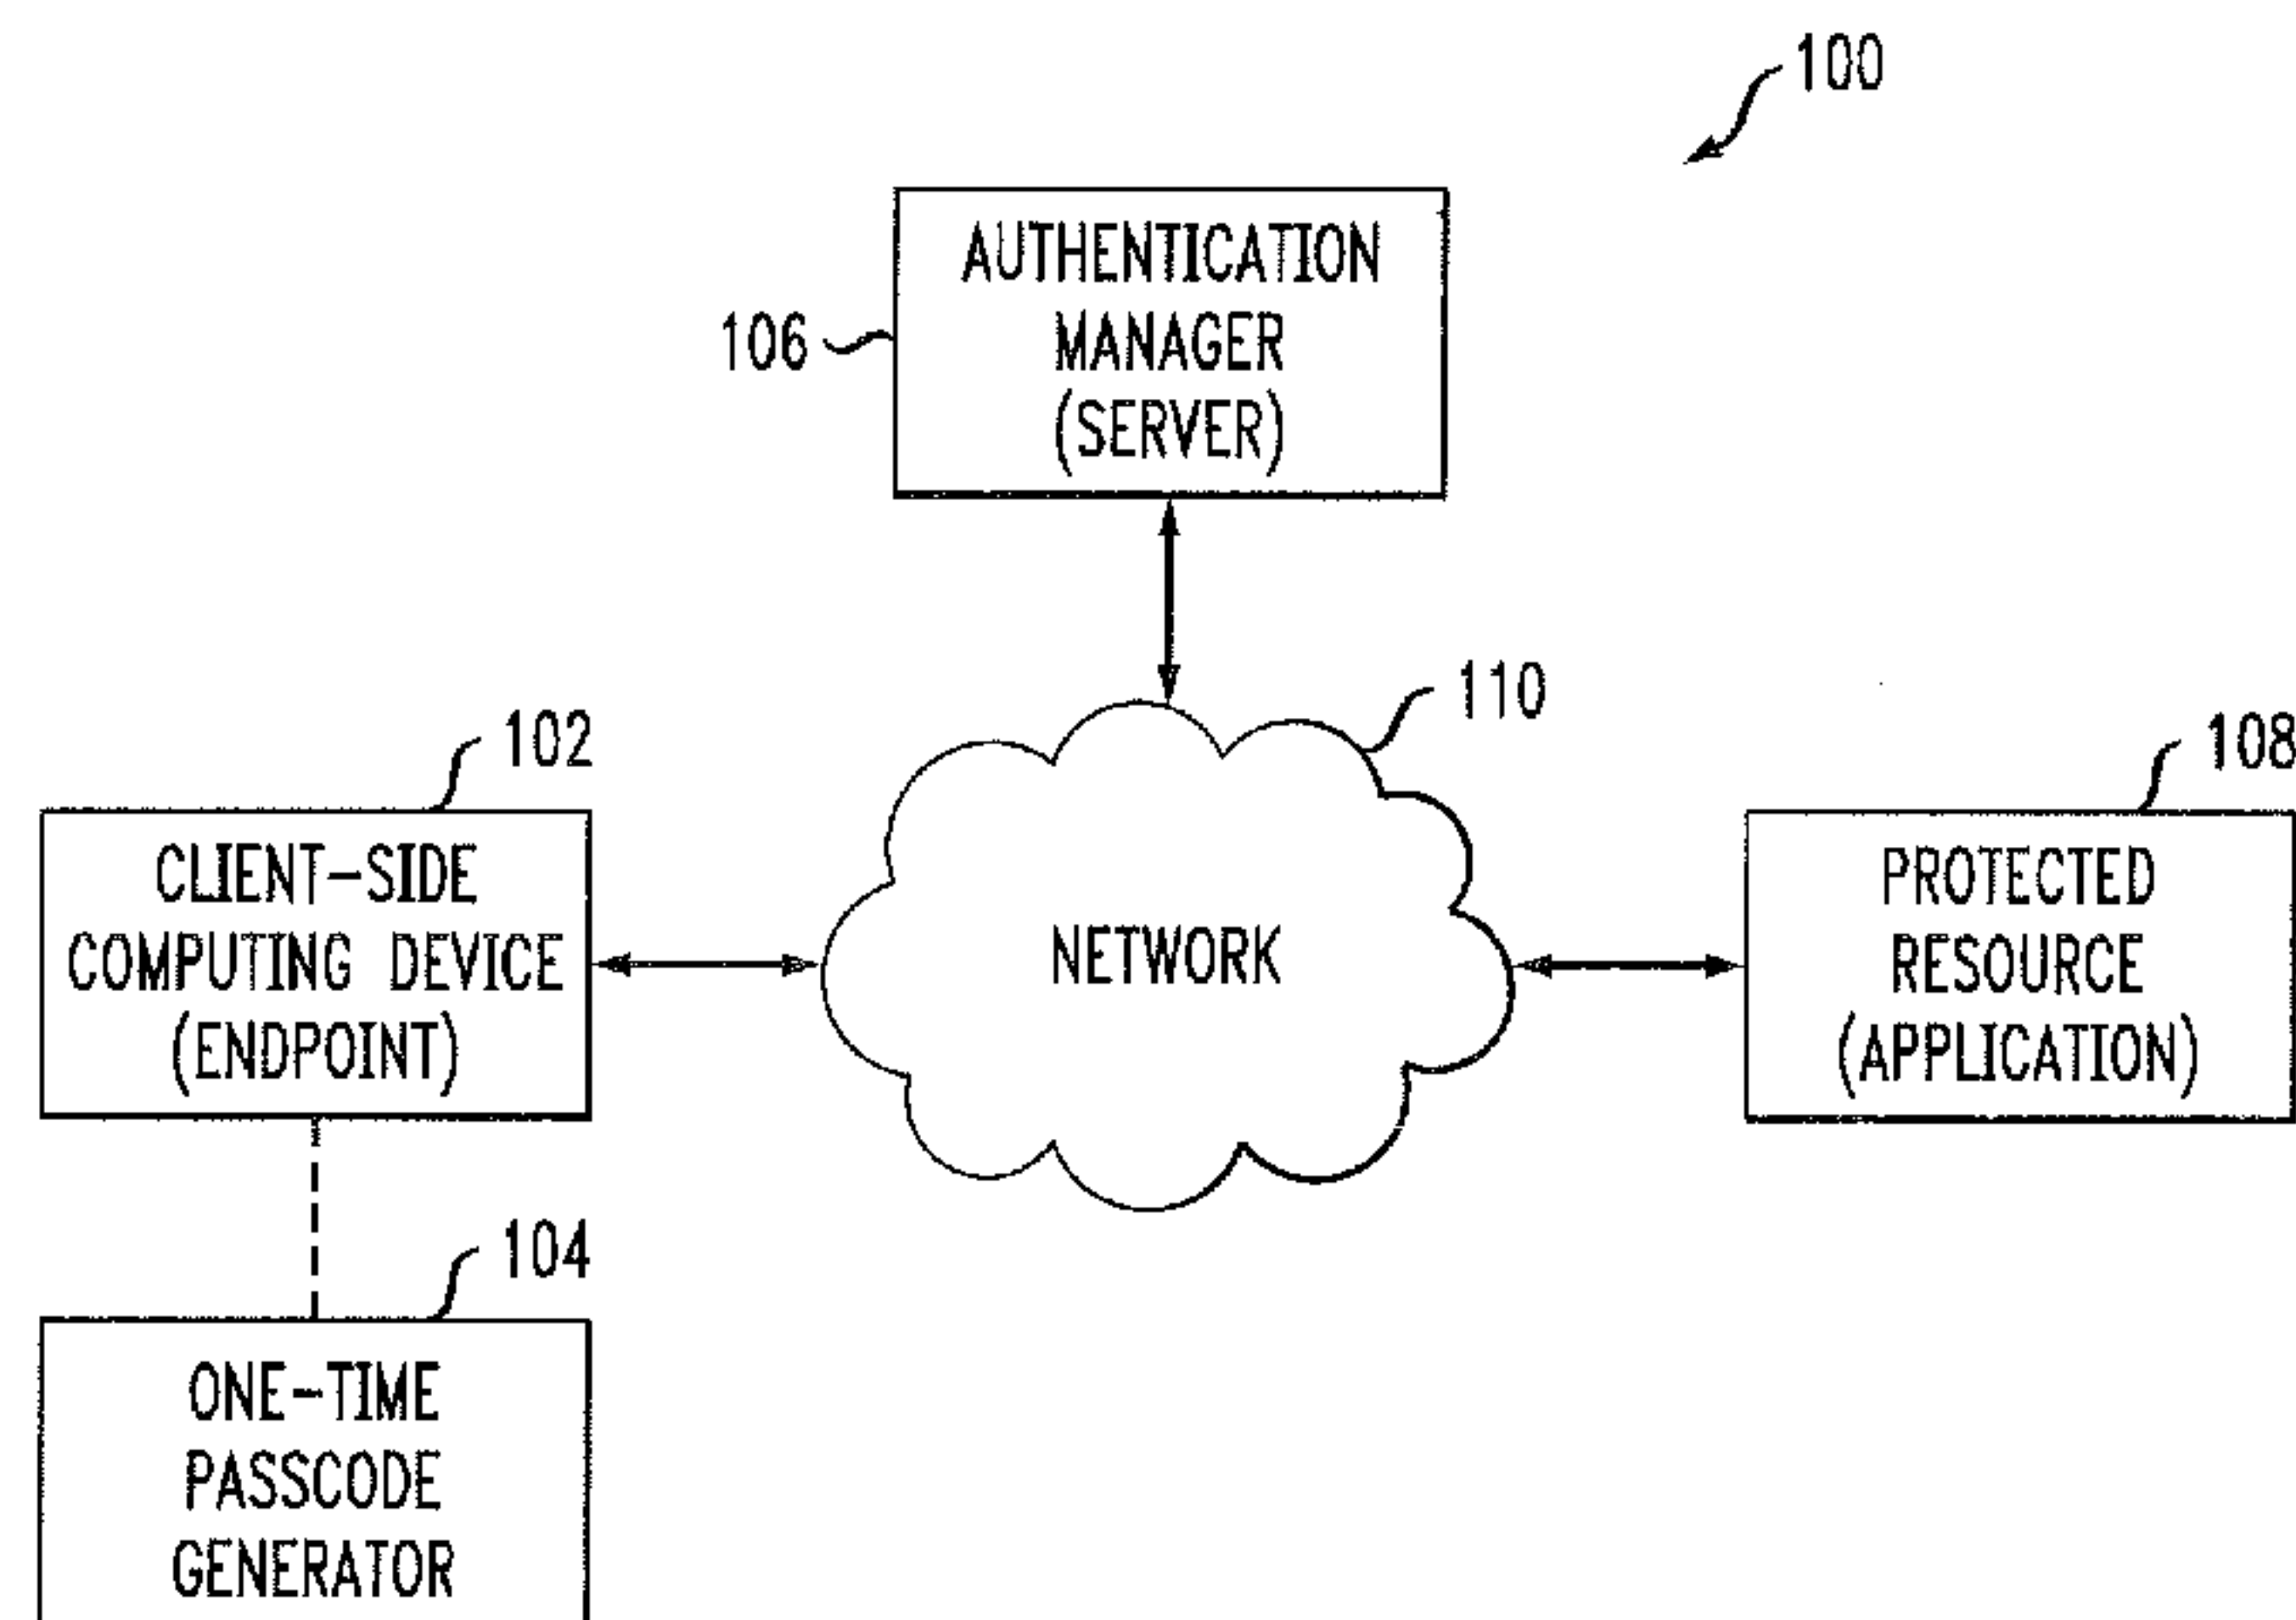 100
AUTHENTICATION
MANAGER
(SERVER)
106
110
102
108
CLIENT-SIDE
COMPUTING DEVICE
(ENDPOINT)
NETWORK
PROTECTED
RESOURCE
(APPLICATION)
104
ONE-TIME
PASSCODE
GENERATOR